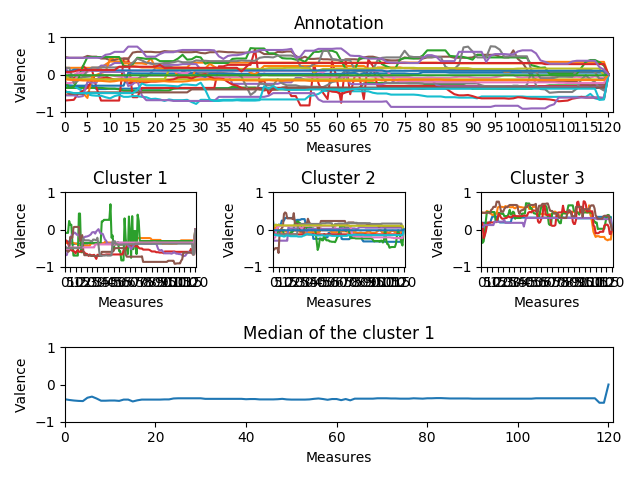 Annotation
1
0
−1
Valence
0 5 10 15 20 25 30 35 40 45 50 55 60 65 70 75 80 85 90 95 100 105 110 115 120
Measures
Cluster 1 Cluster 2 Cluster 3
1 1 1
0 0 0
−1 −1 −1
Valence Valence Valence
Measures Measures Measures
Median of the cluster 1
1
0
−1
Valence
0 20 40 60 80 100 120
Measures